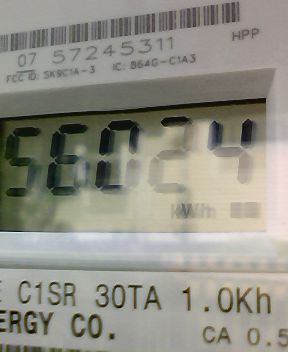 HPP
07 57245311
FCC ID: SK9C1A-3 IC: 864G-C1A3
56024
kWh
E C1SR 30TA 1.0Kh
ERGY CO.
CA 0.5